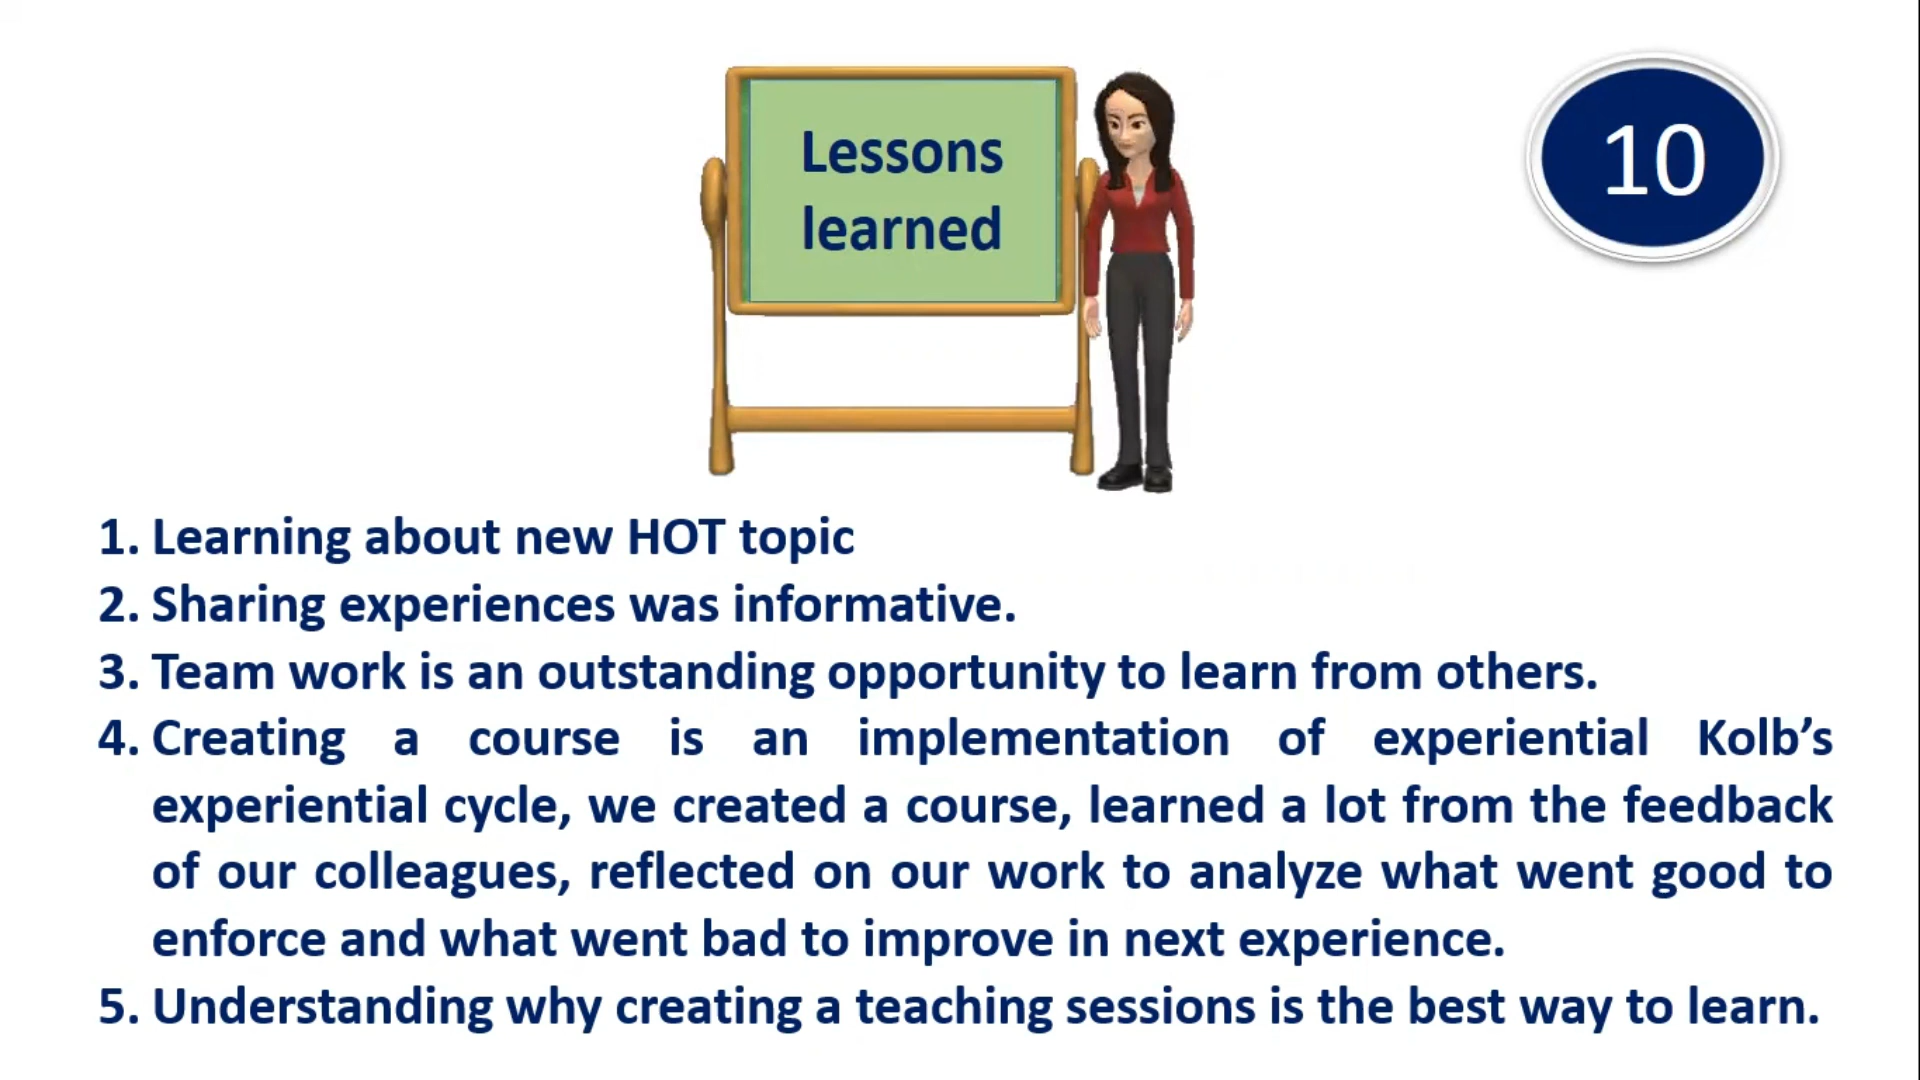 Lessons
learned
10
1. Learning about new HOT topic
2. Sharing experiences was informative.
3. Team work is an outstanding opportunity to learn from others.
4. Creating a course is an implementation of experiential Kolb’s
experiential cycle, we created a course, learned a lot from the feedback
of our colleagues, reflected on our work to analyze what went good to
enforce and what went bad to improve in next experience.
5. Understanding why creating a teaching sessions is the best way to learn.